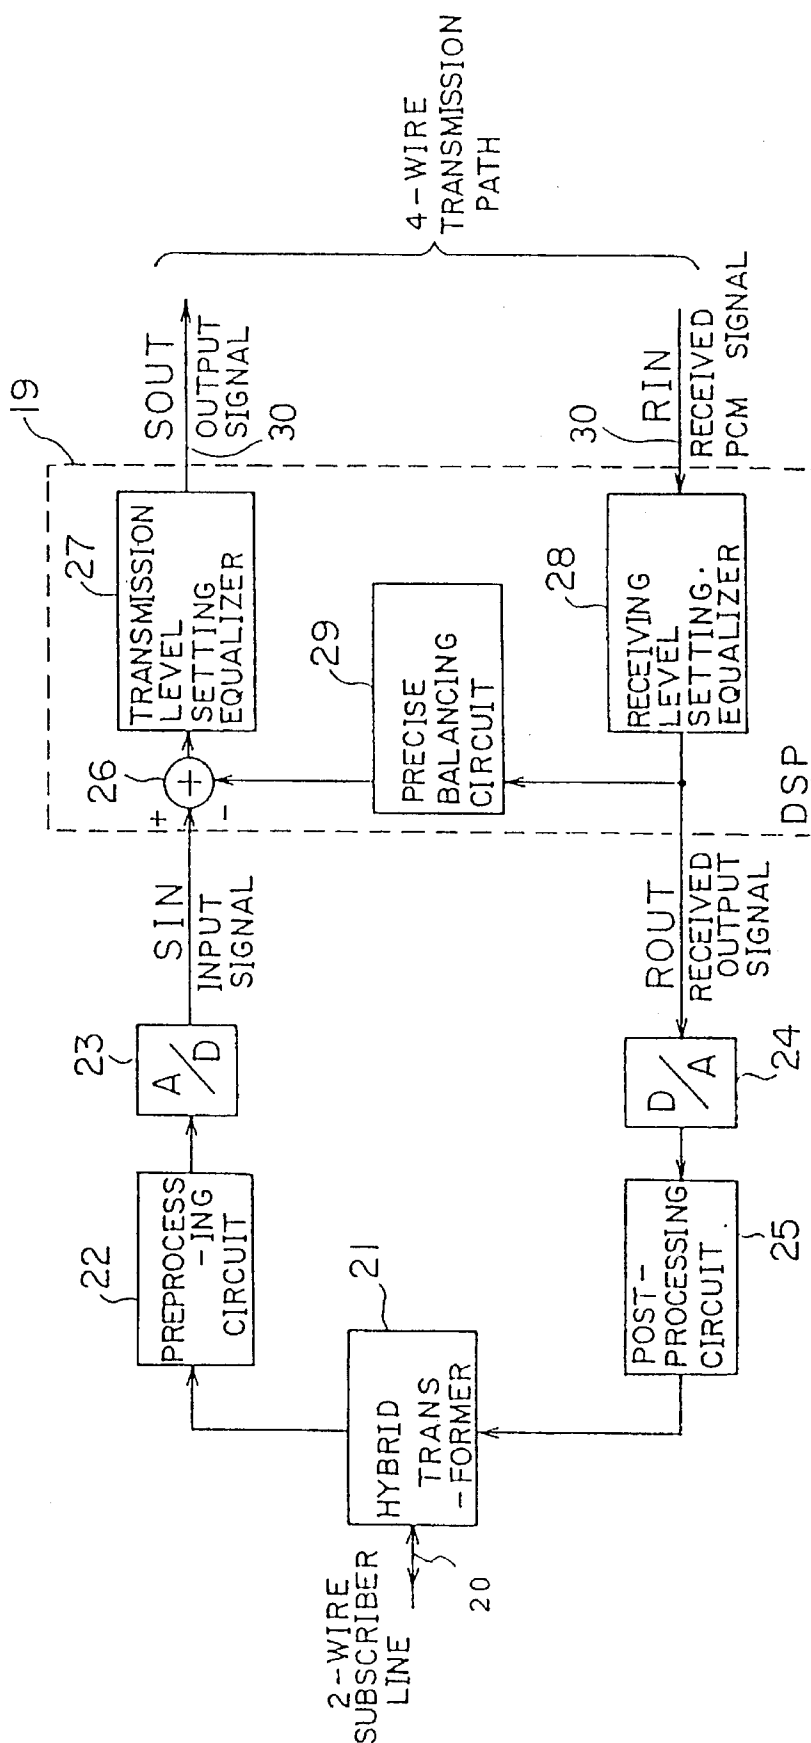 19
27
TRANSMISSION
LEVEL
SETTING
EQUALIZER
SOUT
OUTPUT
SIGNAL
30
4-WIRE
TRANSMISSION
PATH
26
+
+
-
29
PRECISE
BALANCING
CIRCUIT
28
RECEIVING
LEVEL
SETTING.
EQUALIZER
30
RIN
RECEIVED
PCM SIGNAL
DSP
SIN
INPUT
SIGNAL
ROUT
RECEIVED
OUTPUT
SIGNAL
23
A/D
D/A
24
22
PREPROCESS
-ING
CIRCUIT
21
HYBRID
TRANS
-FORMER
POST-
PROCESSING
CIRCUIT
25
2-WIRE
SUBSCRIBER
LINE
20